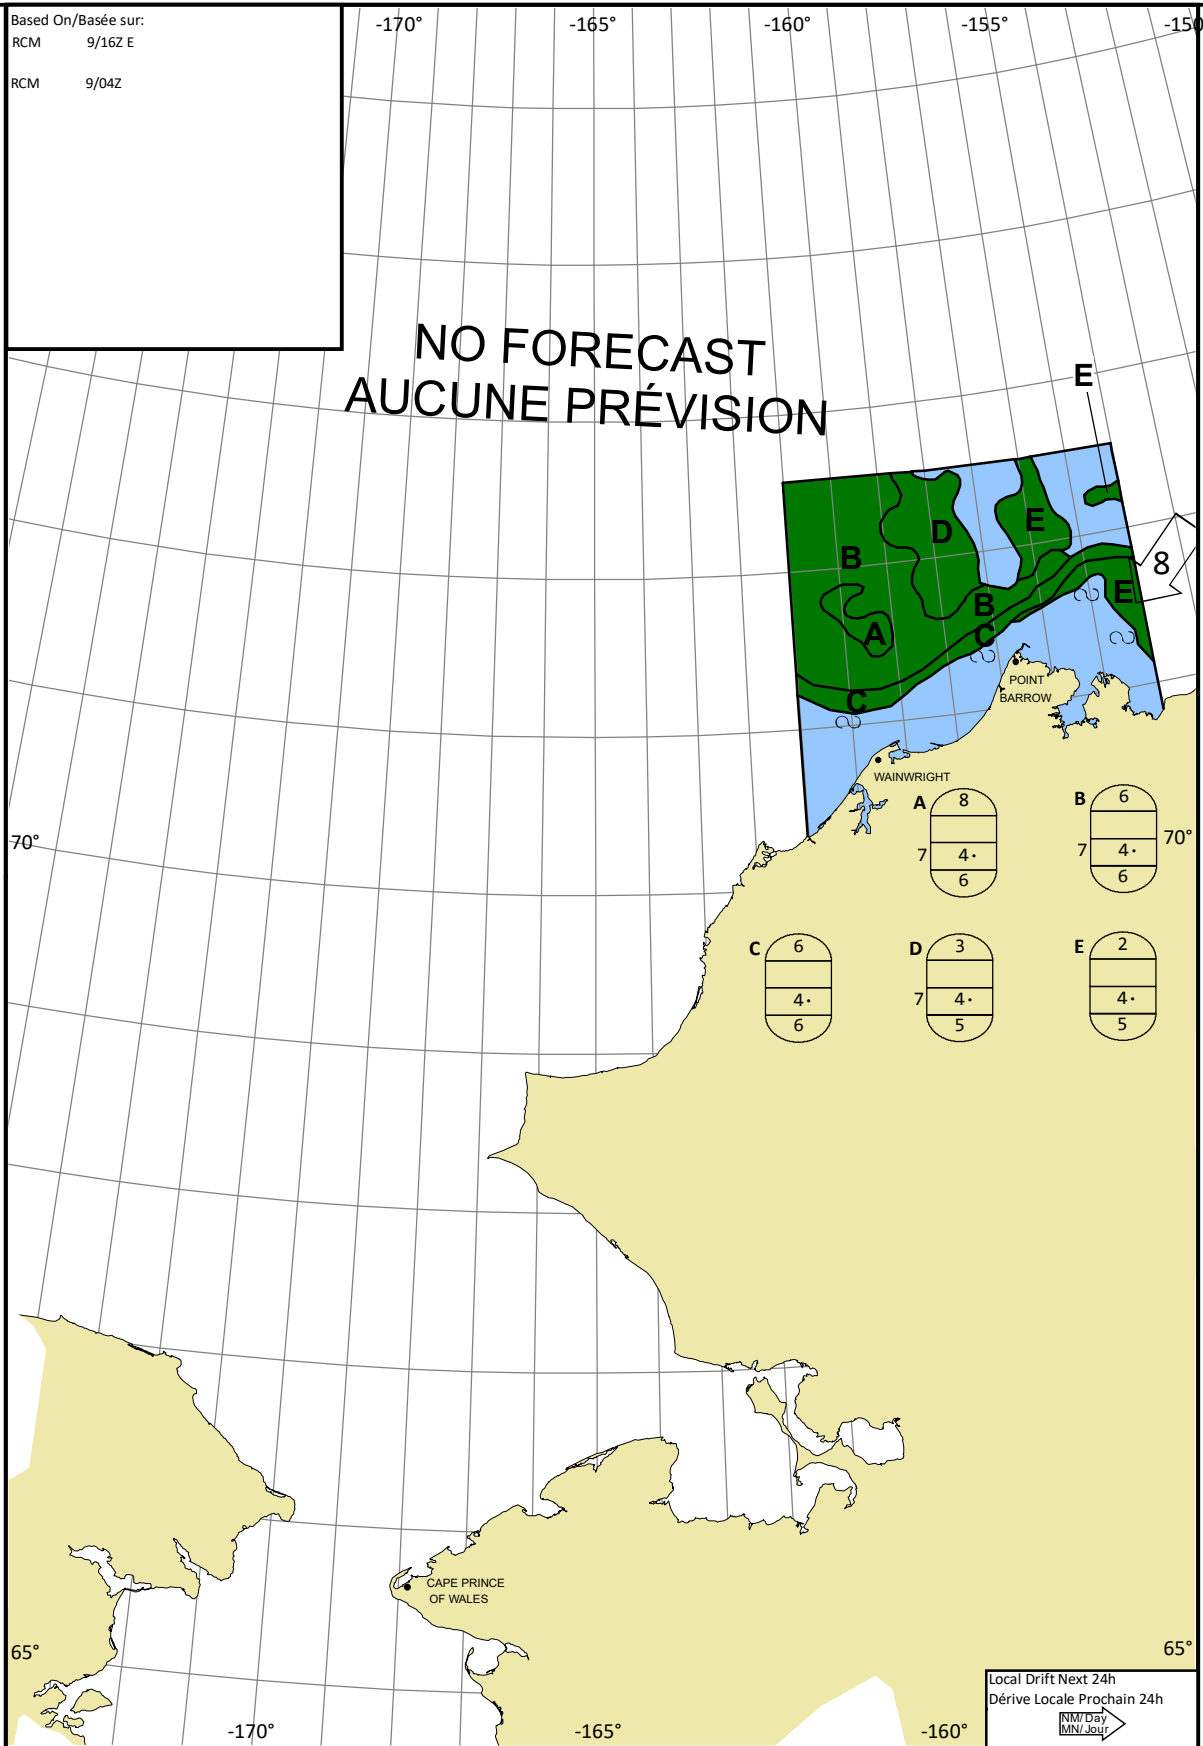 Based On/Basée sur:
RCM 9/16Z E
RCM 9/04Z
-170° -165° -160° -155° -150
NO FORECAST
AUCUNE PRÉVISION
E
D
E
B
8
E
B
A
C
C
POINT
BARROW
WAINWRIGHT
A 8
7 4•
6
B 6
7 4•
6
70° 70°
C 6
4•
6
D 3
7 4•
5
E 2
4•
5
CAPE PRINCE
OF WALES
65° 65°
Local Drift Next 24h
Dérive Locale Prochain 24h
NM/Day
MN/Jour
-170° -165° -160°